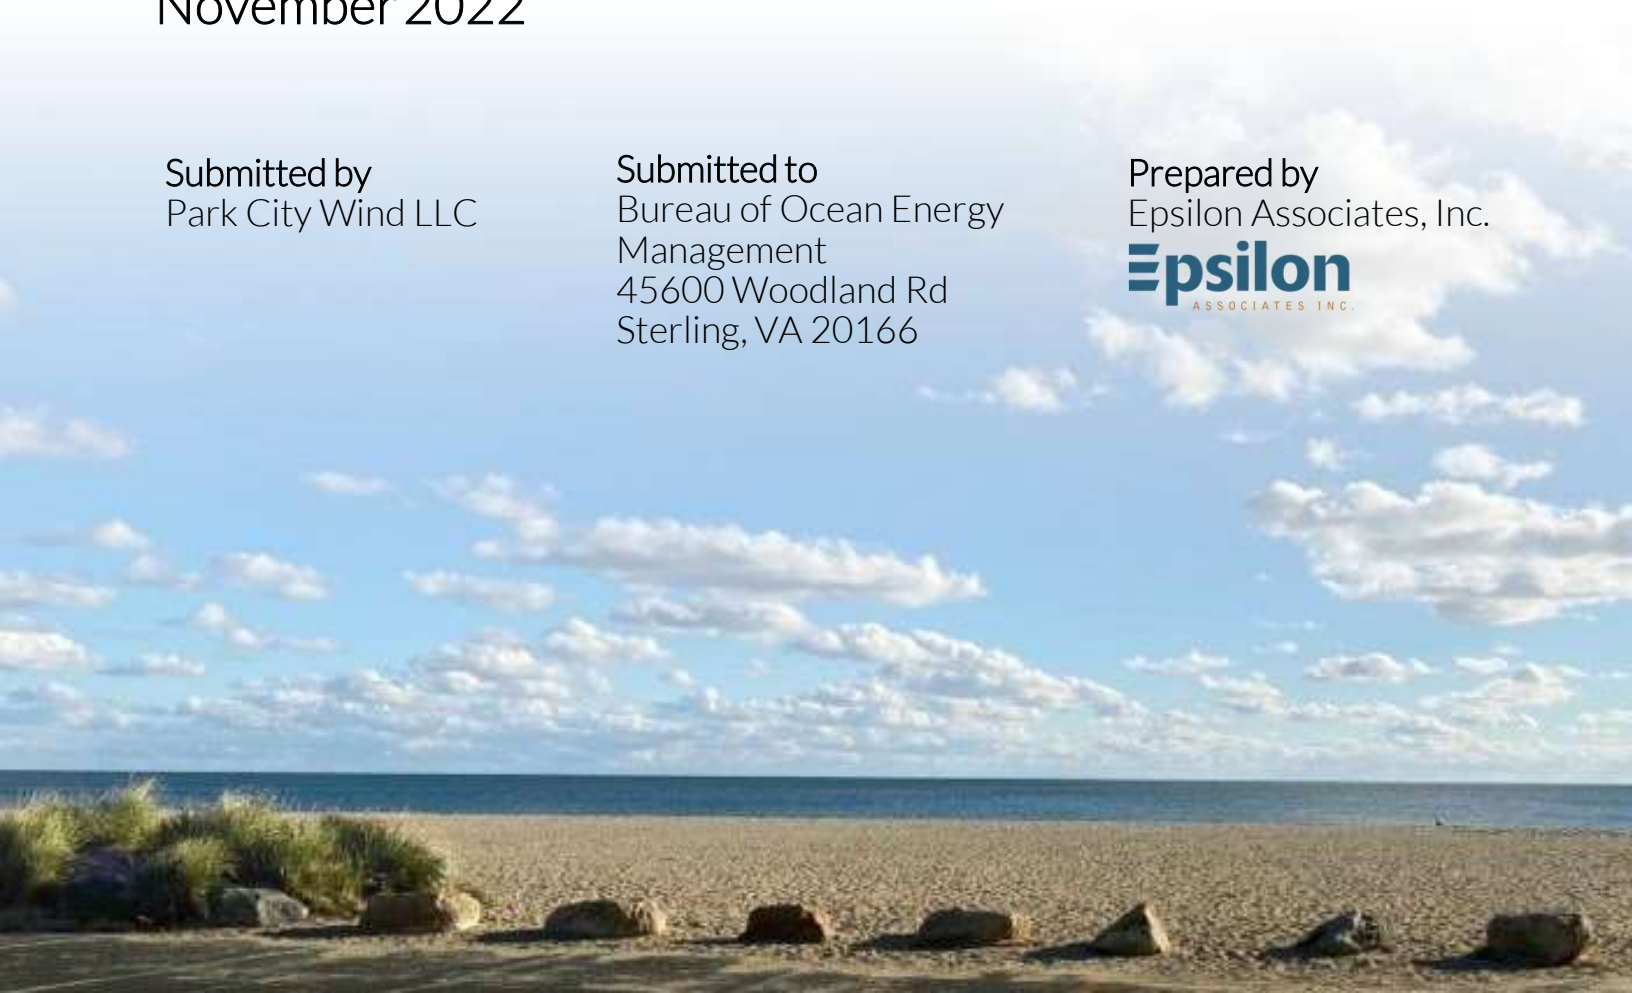 November 2022
Submitted by
Park City Wind LLC
Submitted to
Bureau of Ocean Energy
Management
45600 Woodland Rd
Sterling, VA 20166
Prepared by
Epsilon Associates, Inc.
Epsilon
ASSOCIATES INC.